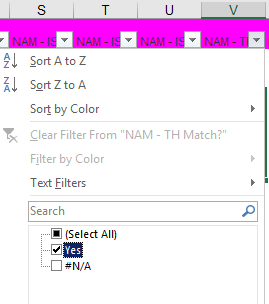 S T U V
NAM - IS NAM - IS NAM - IS NAM - TH
A Z Sort A to Z
Z A Sort Z to A
Sort by Color
Clear Filter From "NAM - TH Match?"
Filter by Color
Text Filters
Search
(Select All)
Yes
#N/A